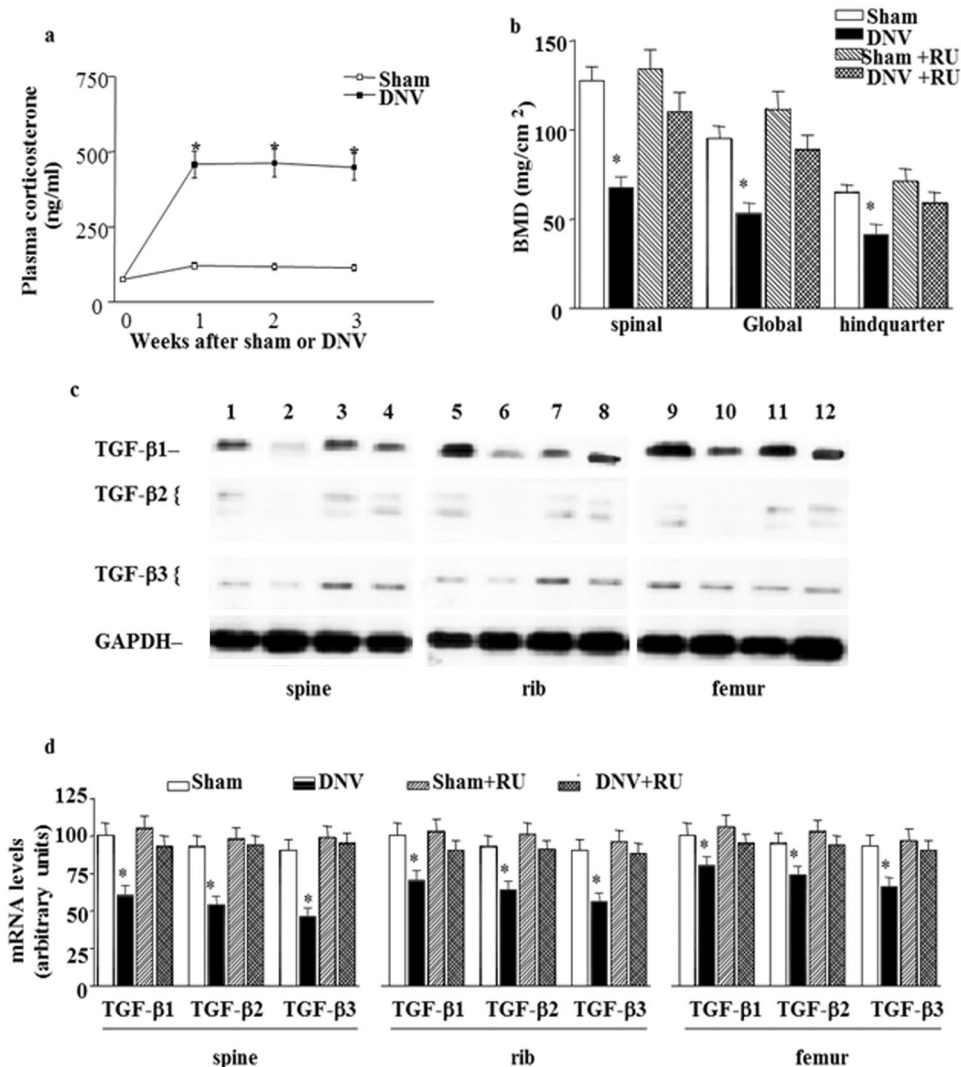 a
Sham
DNV
750
500
250
0
* * *
0 1 2 3
Plasma corticosterone
(ng/ml)
Weeks after sham or DNV
b
Sham
DNV
Sham +RU
DNV +RU
150
100
50
0
* * *
BMD (mg/cm 2)
spinal Global hindquarter
c
1 2 3 4 5 6 7 8 9 10 11 12
TGF-β1–
TGF-β2 {
TGF-β3 {
GAPDH–
spine rib femur
d
Sham DNV Sham+RU DNV+RU
125
100
75
50
25
0
* * * * * * * * *
mRNA levels
(arbitrary units)
TGF-β1 TGF-β2 TGF-β3 TGF-β1 TGF-β2 TGF-β3 TGF-β1 TGF-β2 TGF-β3
spine rib femur